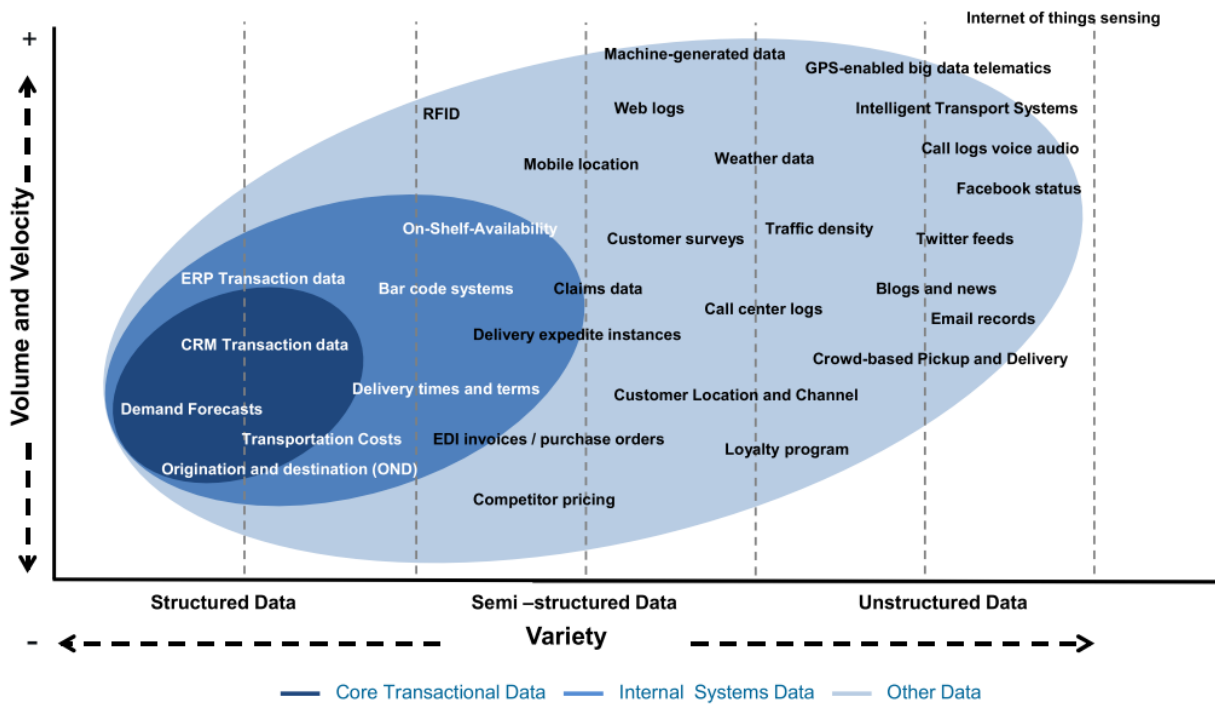 Internet of things sensing
+
Machine-generated data
GPS-enabled big data telematics
RFID
Web logs
Intelligent Transport Systems
Call logs voice audio
Mobile location
Weather data
Facebook status
On-Shelf-Availability
Customer surveys
Traffic density
Twitter feeds
ERP Transaction data
Bar code systems
Claims data
Blogs and news
Call center logs
Email records
CRM Transaction data
Delivery expedite instances
Crowd-based Pickup and Delivery
Delivery times and terms
Customer Location and Channel
Demand Forecasts
Transportation Costs
EDI invoices / purchase orders
Loyalty program
Origination and destination (OND)
Competitor pricing
Volume and Velocity
Structured Data
Semi –structured Data
Unstructured Data
-
Variety
Core Transactional Data
Internal Systems Data
Other Data